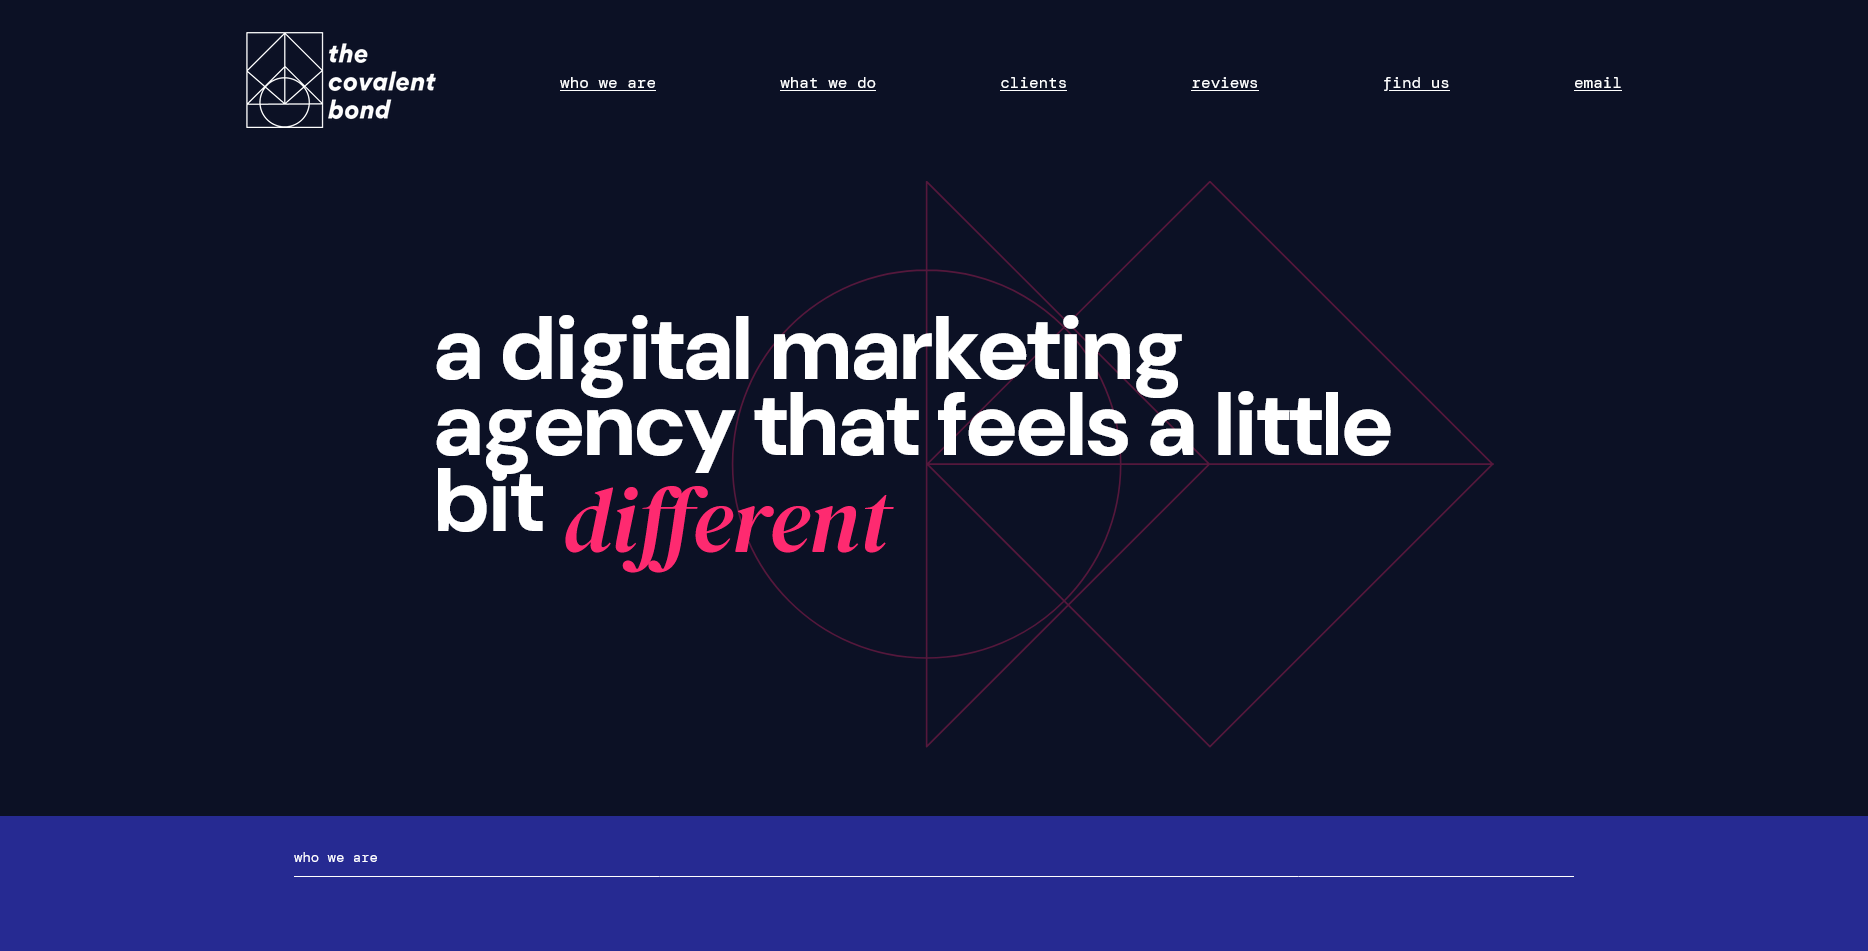 the
covalent
bond
who we are
what we do
clients
reviews
find us
email
a digital marketing
agency that feels a little
bit different
who we are